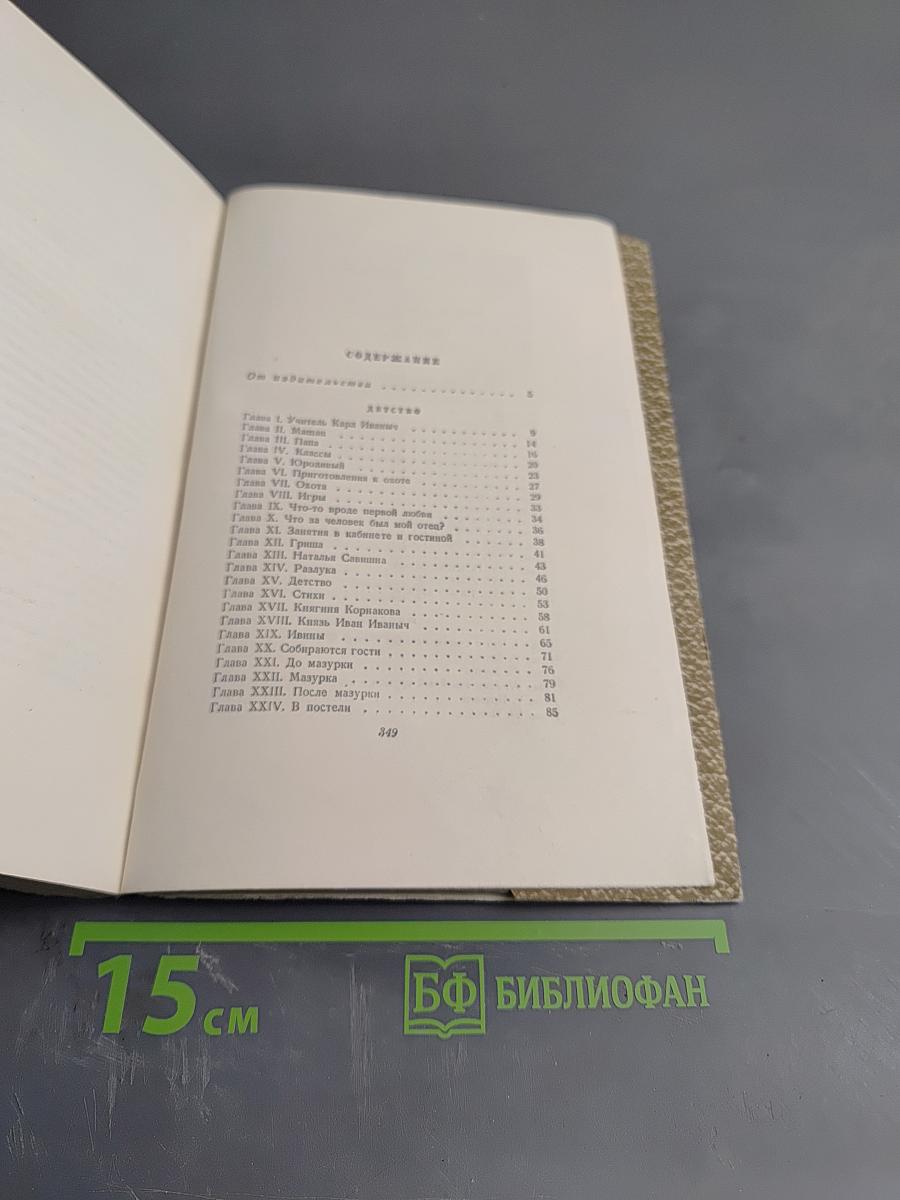 СОДЕРЖАНИЕ
От издательства . . . . . . . . . . . . . . 5
ДЕТСТВО
Глава I. Учитель Карл Иваныч . . . . . . . . . . 9
Глава II. Maman . . . . . . . . . . . . . . 14
Глава III. Папа . . . . . . . . . . . . . . 16
Глава IV. Классы . . . . . . . . . . . . . . 20
Глава V. Юродивый . . . . . . . . . . . . . . 23
Глава VI. Приготовления к охоте . . . . . . . . . . 27
Глава VII. Охота . . . . . . . . . . . . . . 29
Глава VIII. Игры . . . . . . . . . . . . . . 33
Глава IX. Что-то вроде первой любви . . . . . . . . 34
Глава X. Что за человек был мой отец? . . . . . . . 36
Глава XI. Занятия в кабинете и гостиной . . . . . . 38
Глава XII. Гриша . . . . . . . . . . . . . . 41
Глава XIII. Наталья Савишна . . . . . . . . . . 43
Глава XIV. Разлука . . . . . . . . . . . . . . 46
Глава XV. Детство . . . . . . . . . . . . . . 50
Глава XVI. Стихи . . . . . . . . . . . . . . 53
Глава XVII. Княгиня Корнакова . . . . . . . . . . 58
Глава XVIII. Князь Иван Иваныч . . . . . . . . . . 61
Глава XIX. Ивины . . . . . . . . . . . . . . 65
Глава XX. Собираются гости . . . . . . . . . . . 71
Глава XXI. До мазурки . . . . . . . . . . . . 76
Глава XXII. Мазурка . . . . . . . . . . . . . 79
Глава XXIII. После мазурки . . . . . . . . . . . 81
Глава XXIV. В постели . . . . . . . . . . . . 85
349
15 см
БФ БИБЛИОФАН